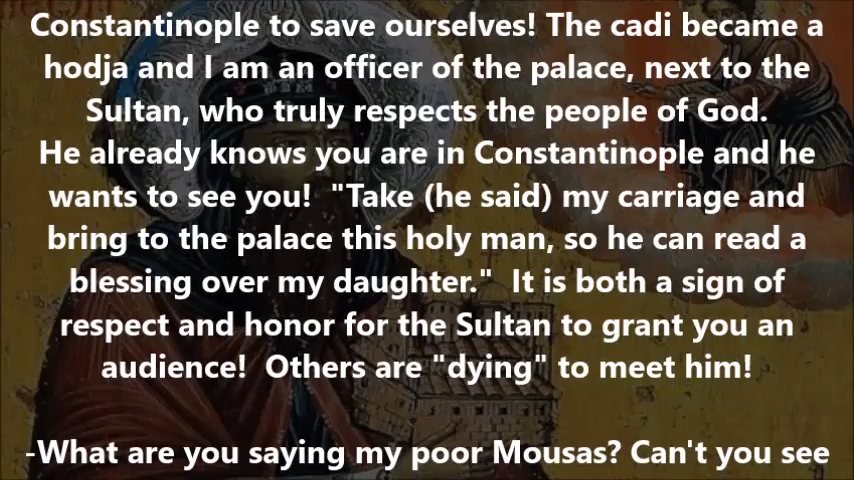 Constantinople to save ourselves! The cadi became a
hodja and I am an officer of the palace, next to the
Sultan, who truly respects the people of God.
He already knows you are in Constantinople and he
wants to see you!  "Take (he said) my carriage and
bring to the palace this holy man, so he can read a
blessing over my daughter."  It is both a sign of
respect and honor for the Sultan to grant you an
audience!  Others are "dying" to meet him!
-What are you saying my poor Mousas? Can't you see